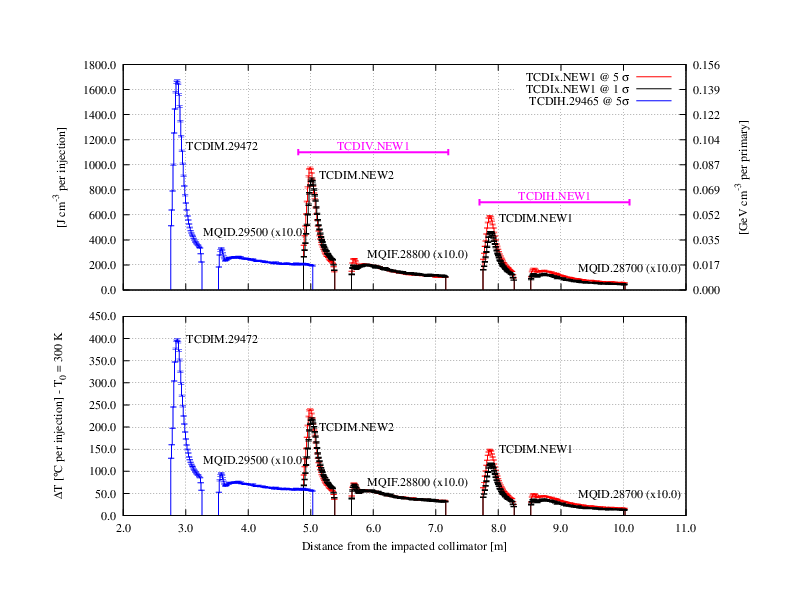 1800.0
1600.0
1400.0
1200.0
1000.0
800.0
600.0
400.0
200.0
0.0
[J cm⁻³ per injection]
0.156
0.139
0.122
0.104
0.087
0.069
0.052
0.035
0.017
0.000
[GeV cm⁻³ per primary]
TCDIx.NEW1 @ 5 σ
TCDIx.NEW1 @ 1 σ
TCDIH.29465 @ 5σ
TCDIM.29472
TCDIV.NEW1
TCDIM.NEW2
TCDIH.NEW1
TCDIM.NEW1
MQID.29500 (x10.0)
MQIF.28800 (x10.0)
MQID.28700 (x10.0)
450.0
400.0
350.0
300.0
250.0
200.0
150.0
100.0
50.0
0.0
ΔT [°C per injection] - T₀ = 300 K
TCDIM.29472
TCDIM.NEW2
TCDIM.NEW1
MQID.29500 (x10.0)
MQIF.28800 (x10.0)
MQID.28700 (x10.0)
2.0 3.0 4.0 5.0 6.0 7.0 8.0 9.0 10.0 11.0
Distance from the impacted collimator [m]